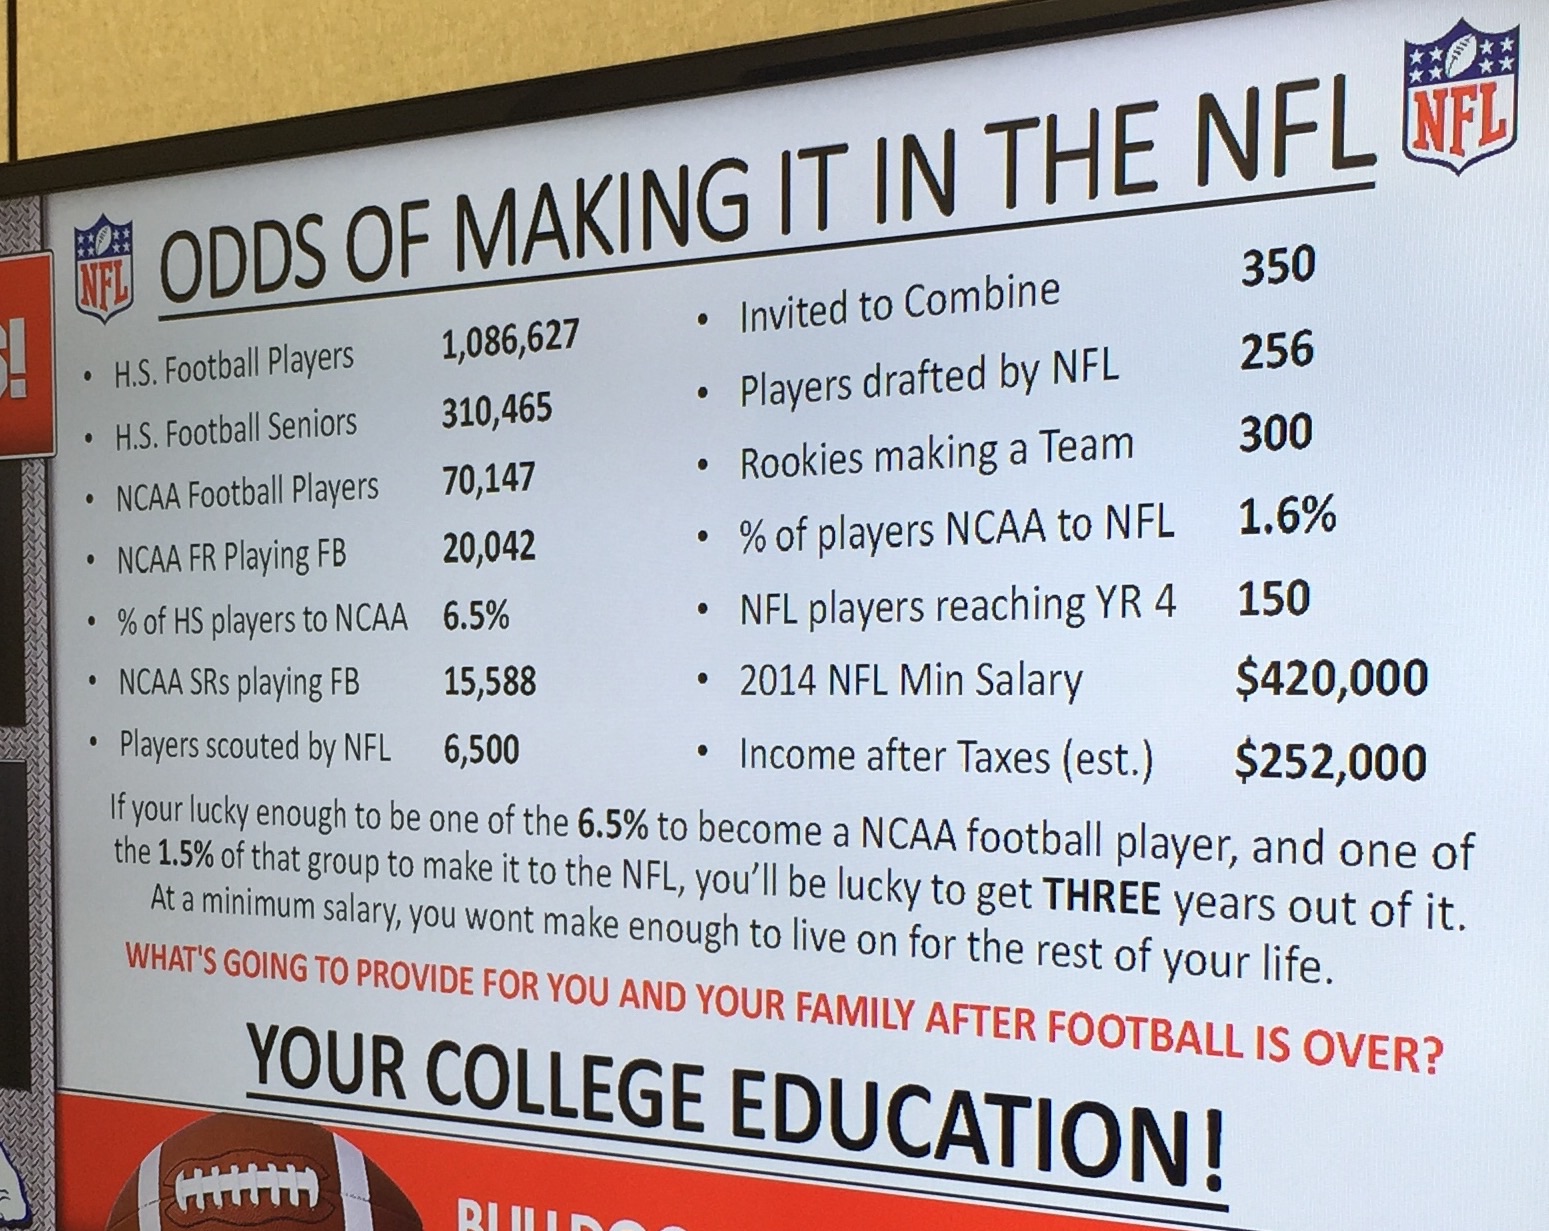 ODDS OF MAKING IT IN THE NFL
NFL
NFL
S!
• H.S. Football Players 1,086,627
• H.S. Football Seniors 310,465
• NCAA Football Players 70,147
• NCAA FR Playing FB 20,042
• % of HS players to NCAA 6.5%
• NCAA SRs playing FB 15,588
• Players scouted by NFL 6,500
• Invited to Combine 350
• Players drafted by NFL 256
• Rookies making a Team 300
• % of players NCAA to NFL 1.6%
• NFL players reaching YR 4 150
• 2014 NFL Min Salary $420,000
• Income after Taxes (est.) $252,000
If your lucky enough to be one of the 6.5% to become a NCAA football player, and one of
the 1.5% of that group to make it to the NFL, you'll be lucky to get THREE years out of it.
At a minimum salary, you wont make enough to live on for the rest of your life.
WHAT'S GOING TO PROVIDE FOR YOU AND YOUR FAMILY AFTER FOOTBALL IS OVER?
YOUR COLLEGE EDUCATION!